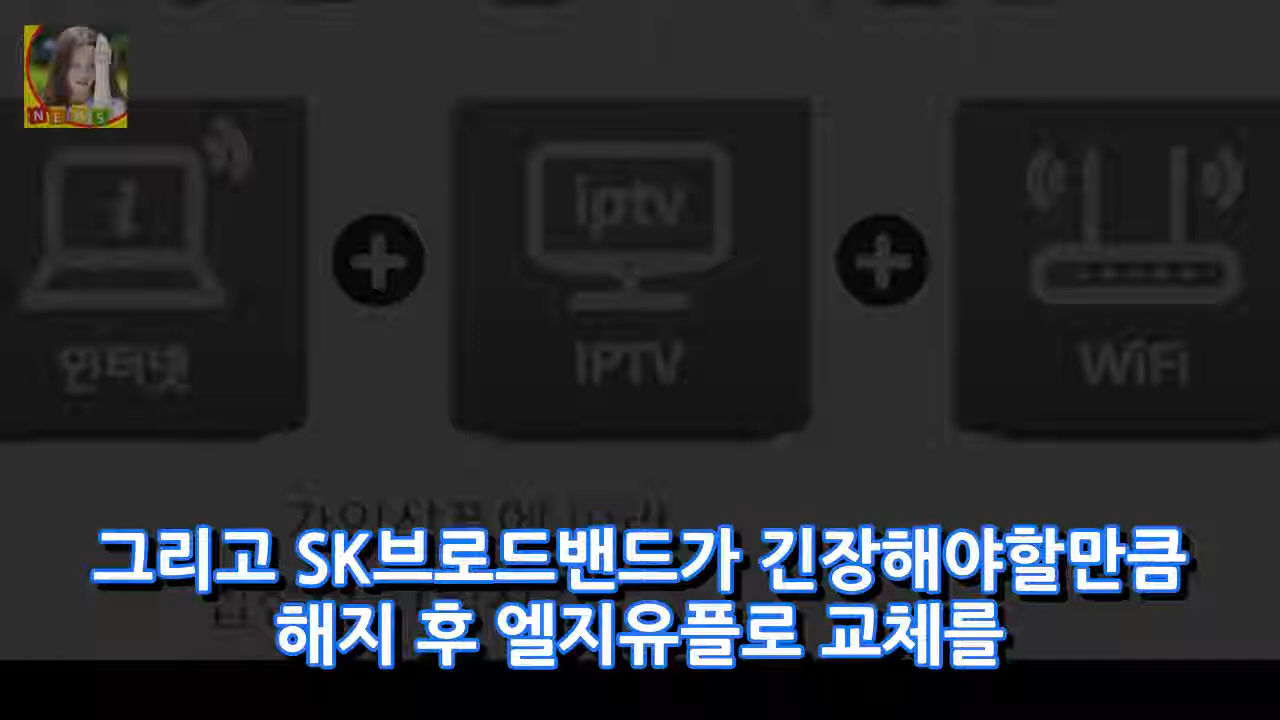 NEWS
iptv
인터넷
IPTV
WiFi
그리고 SK브로드밴드가 긴장해야할만큼
해지 후 엘지유플로 교체를